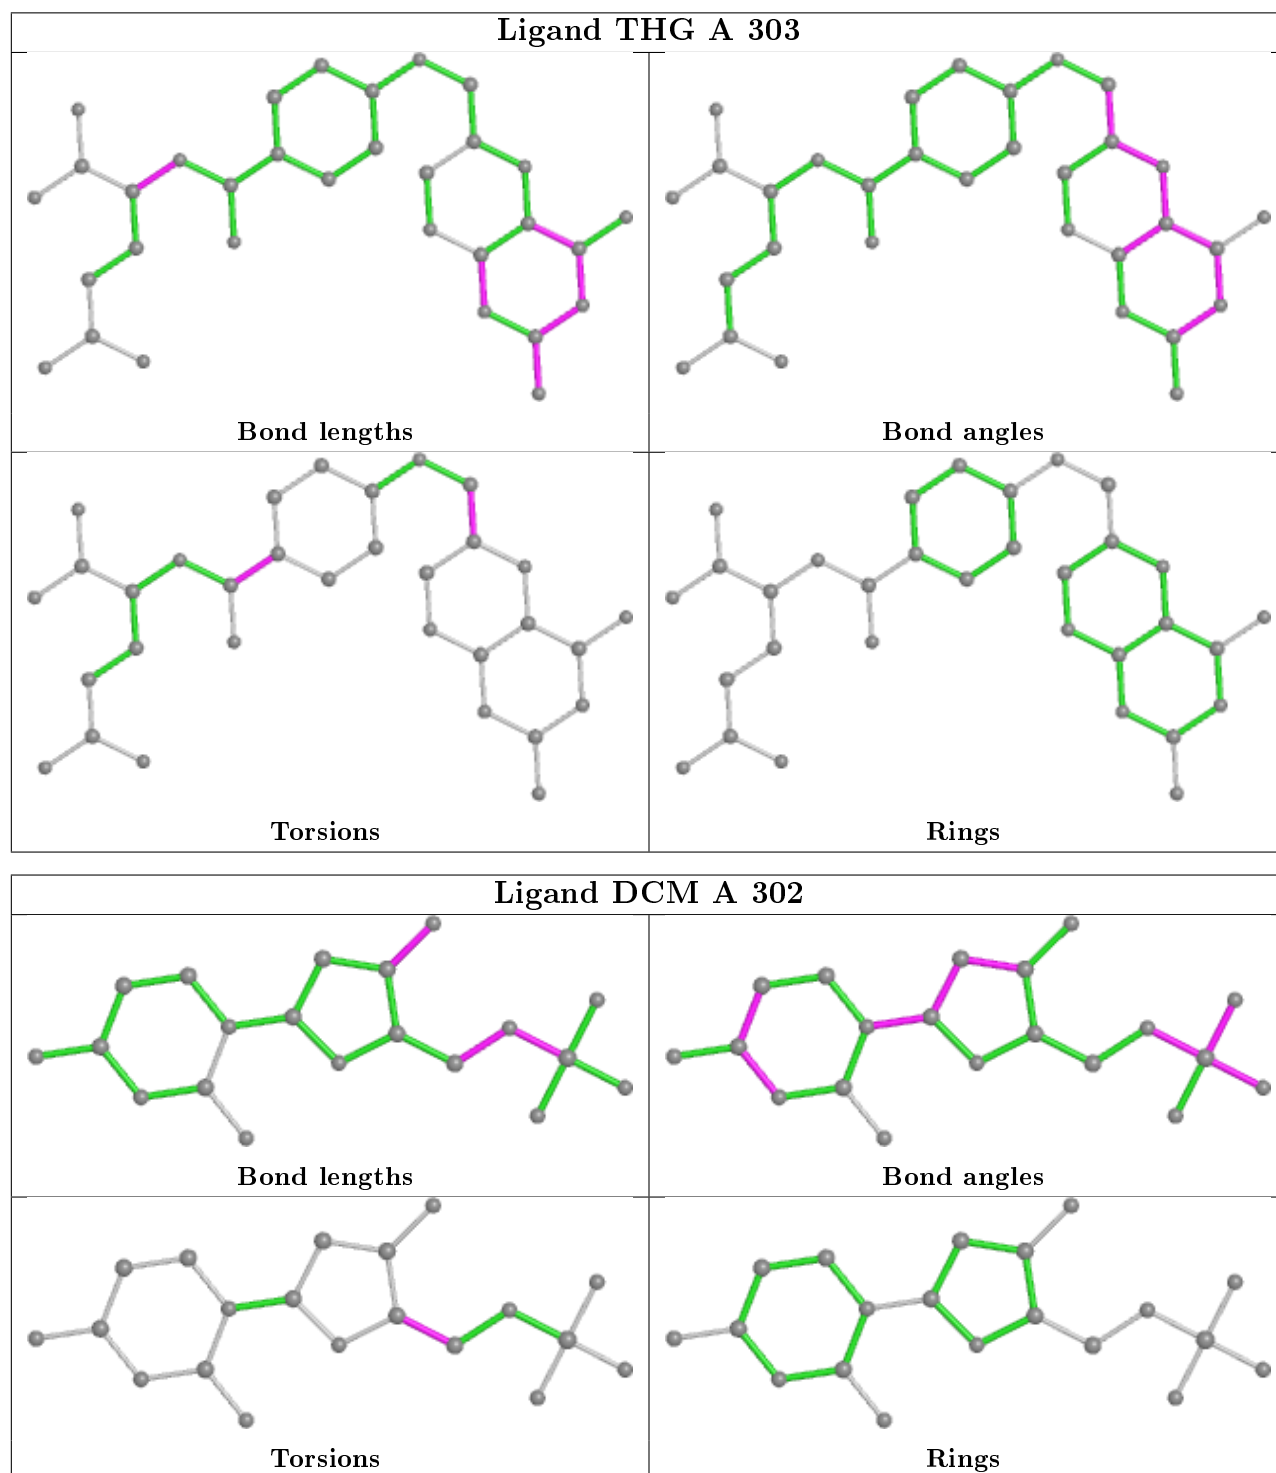 Ligand THG A 303
Bond lengths
Bond angles
Torsions
Rings
Ligand DCM A 302
Bond lengths
Bond angles
Torsions
Rings